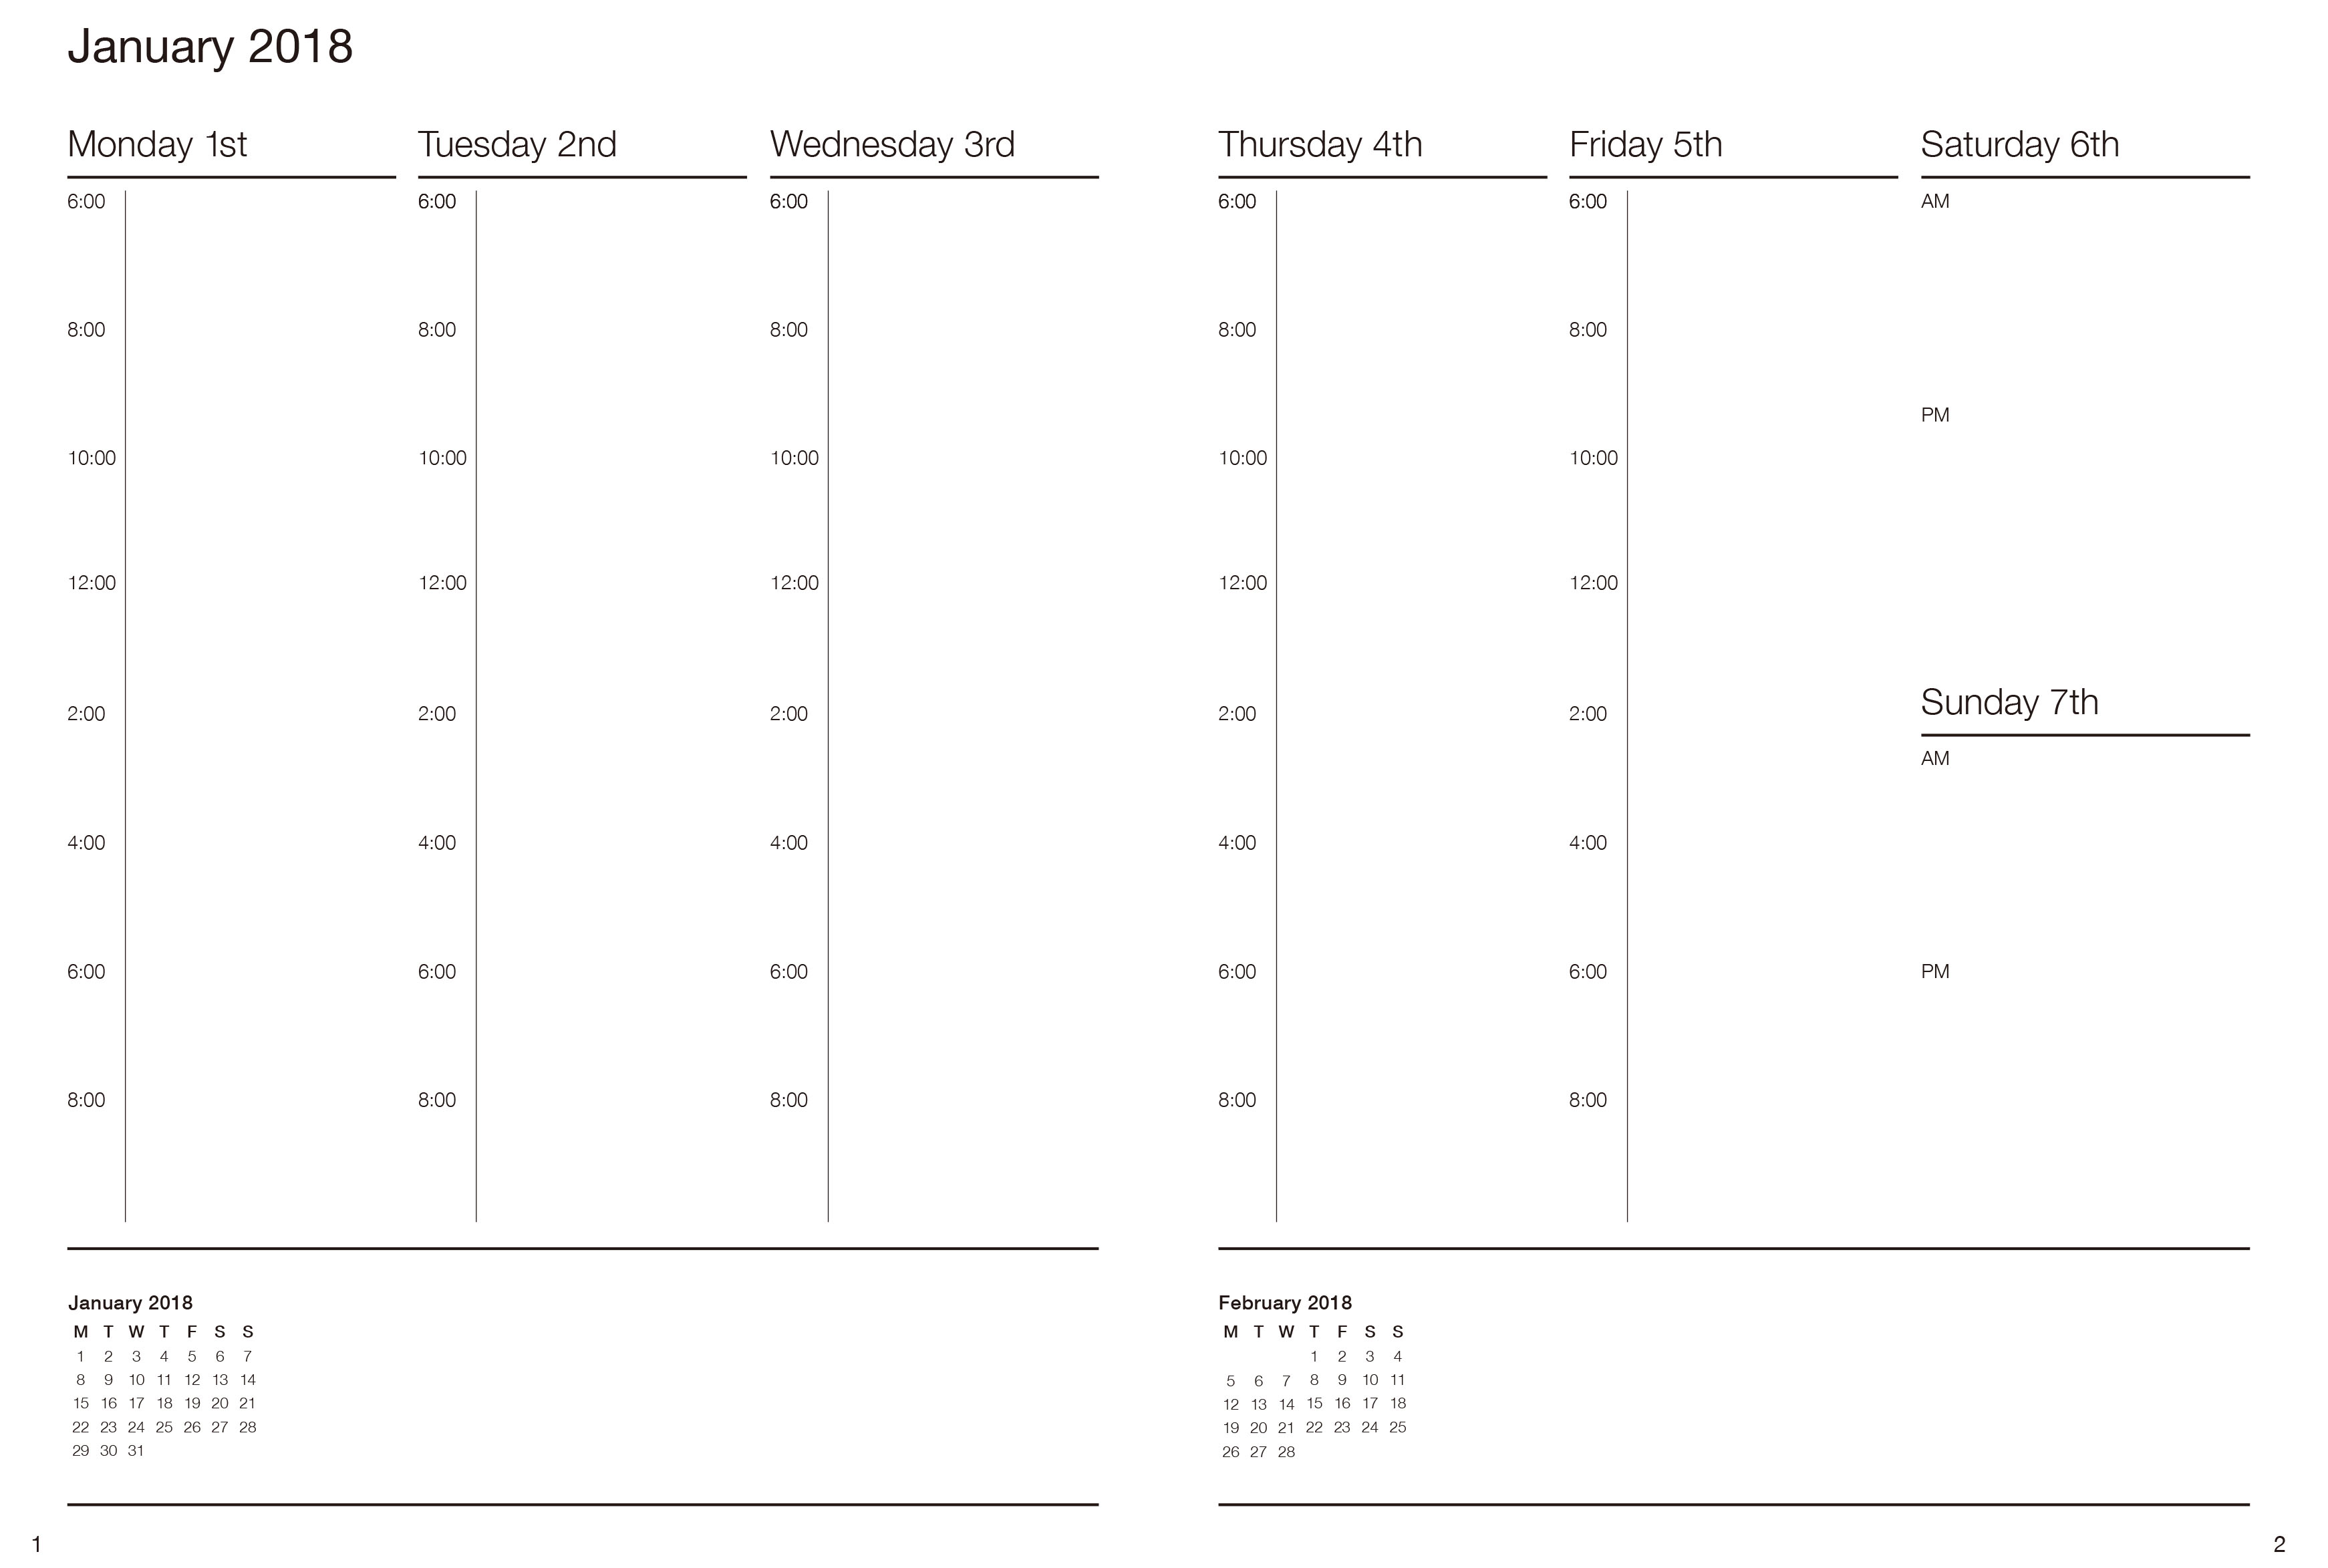 January 2018
Monday 1st
6:00
8:00
10:00
12:00
2:00
4:00
6:00
8:00
Tuesday 2nd
6:00
8:00
10:00
12:00
2:00
4:00
6:00
8:00
Wednesday 3rd
6:00
8:00
10:00
12:00
2:00
4:00
6:00
8:00
January 2018
M T W T F S S
1 2 3 4 5 6 7
8 9 10 11 12 13 14
15 16 17 18 19 20 21
22 23 24 25 26 27 28
29 30 31
1
Thursday 4th
6:00
8:00
10:00
12:00
2:00
4:00
6:00
8:00
Friday 5th
6:00
8:00
10:00
12:00
2:00
4:00
6:00
8:00
Saturday 6th
AM
PM
Sunday 7th
AM
PM
February 2018
M T W T F S S
1 2 3 4
5 6 7 8 9 10 11
12 13 14 15 16 17 18
19 20 21 22 23 24 25
26 27 28
2